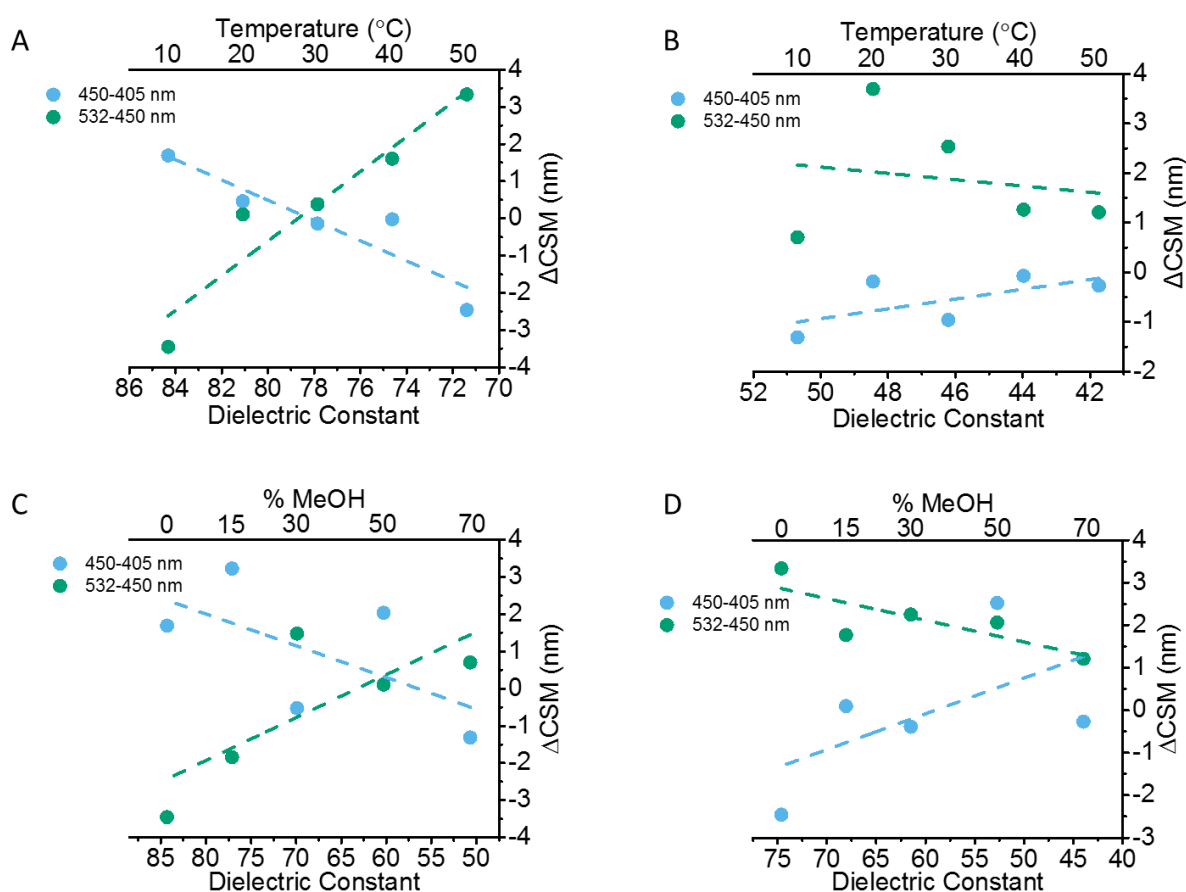 A
Temperature (°C)
10 20 30 40 50
450-405 nm
532-450 nm
4
3
2
1
0
-1
-2
-3
-4
ΔCSM (nm)
86 84 82 80 78 76 74 72 70
Dielectric Constant
B
Temperature (°C)
10 20 30 40 50
450-405 nm
532-450 nm
4
3
2
1
0
-1
-2
ΔCSM (nm)
52 50 48 46 44 42
Dielectric Constant
C
% MeOH
0 15 30 50 70
450-405 nm
532-450 nm
4
3
2
1
0
-1
-2
-3
-4
ΔCSM (nm)
85 80 75 70 65 60 55 50
Dielectric Constant
D
% MeOH
0 15 30 50 70
450-405 nm
532-450 nm
4
3
2
1
0
-1
-2
-3
ΔCSM (nm)
75 70 65 60 55 50 45 40
Dielectric Constant